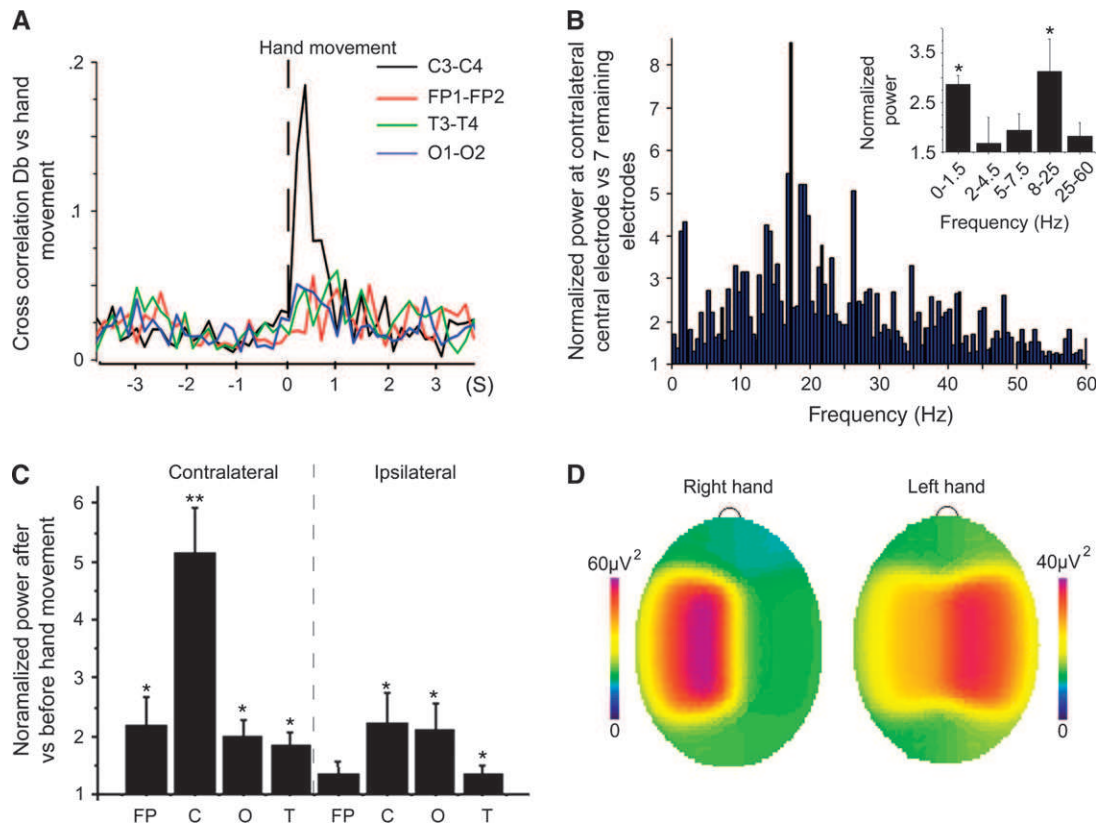 A
Hand movement
C3-C4
FP1-FP2
T3-T4
O1-O2
Cross correlation Db vs hand
movement
.2
.1
0
-3 -2 -1 0 1 2 3 (S)
B
Normalized power at contralateral
central electrode vs 7 remaining
electrodes
8
7
6
5
4
3
2
1
0 10 20 30 40 50 60
Frequency (Hz)
Normalized
power
3.5
2.5
1.5
* *
0-1.5 2-4.5 5-7.5 8-25 25-60
Frequency (Hz)
C
Contralateral Ipsilateral
Noramalized power after
vs before hand movement
6
5
4
3
2
1
* ** * * * * *
FP C O T FP C O T
D
Right hand Left hand
60µV2
0
40µV2
0